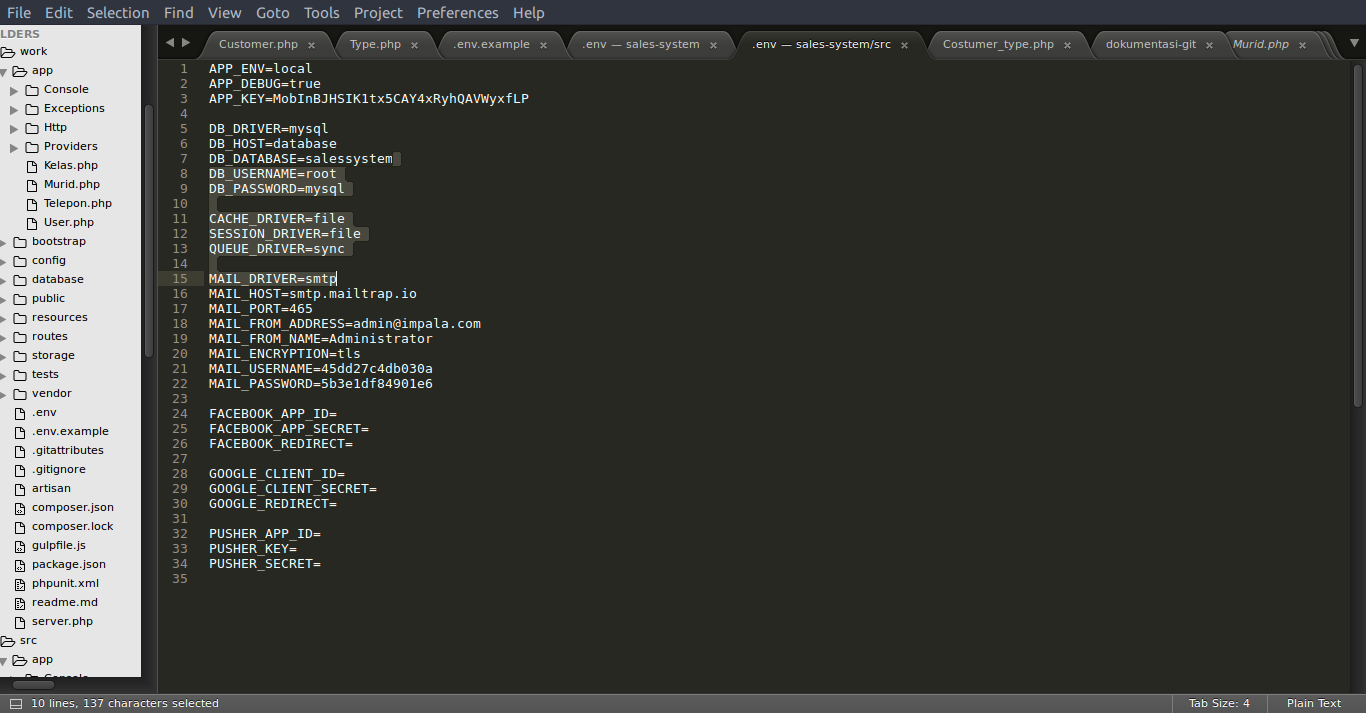 File Edit Selection Find View Goto Tools Project Preferences Help
LDERS
work
app
Console
Exceptions
Http
Providers
Kelas.php
Murid.php
Telepon.php
User.php
bootstrap
config
database
public
resources
routes
storage
tests
vendor
.env
.env.example
.gitattributes
.gitignore
artisan
composer.json
composer.lock
gulpfile.js
package.json
phpunit.xml
readme.md
server.php
src
app
Customer.php × Type.php × .env.example × .env — sales-system × .env — sales-system/src × Costumer_type.php × dokumentasi-git × Murid.php ×
1 APP_ENV=local
2 APP_DEBUG=true
3 APP_KEY=MobInBJHSIK1tx5CAY4xRyhQAVWyxfLP
4
5 DB_DRIVER=mysql
6 DB_HOST=database
7 DB_DATABASE=salessystem
8 DB_USERNAME=root
9 DB_PASSWORD=mysql
10
11 CACHE_DRIVER=file
12 SESSION_DRIVER=file
13 QUEUE_DRIVER=sync
14
15 MAIL_DRIVER=smtp
16 MAIL_HOST=smtp.mailtrap.io
17 MAIL_PORT=465
18 MAIL_FROM_ADDRESS=admin@impala.com
19 MAIL_FROM_NAME=Administrator
20 MAIL_ENCRYPTION=tls
21 MAIL_USERNAME=45dd27c4db030a
22 MAIL_PASSWORD=5b3e1df84901e6
23
24 FACEBOOK_APP_ID=
25 FACEBOOK_APP_SECRET=
26 FACEBOOK_REDIRECT=
27
28 GOOGLE_CLIENT_ID=
29 GOOGLE_CLIENT_SECRET=
30 GOOGLE_REDIRECT=
31
32 PUSHER_APP_ID=
33 PUSHER_KEY=
34 PUSHER_SECRET=
35
10 lines, 137 characters selected
Tab Size: 4
Plain Text